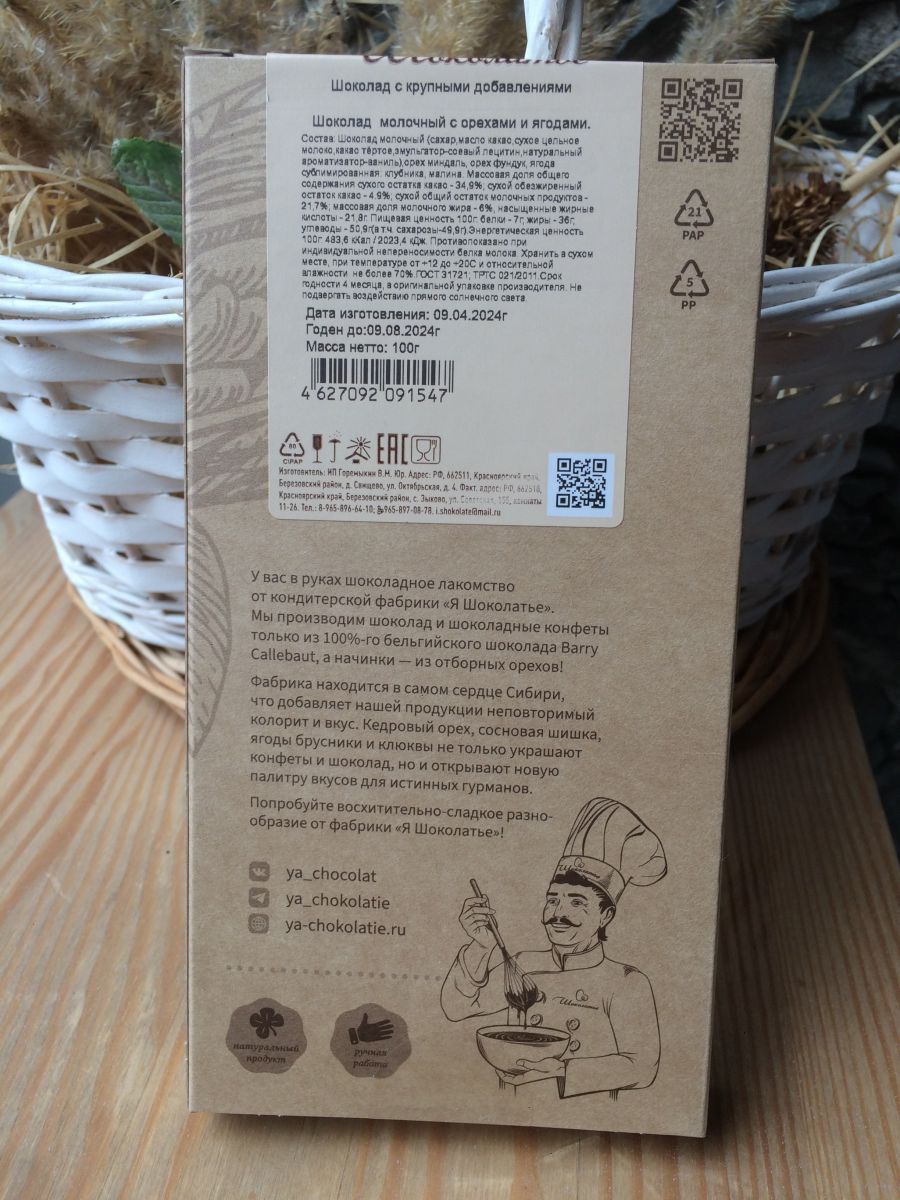 Шоколатье
Шоколад с крупными добавлениями
Шоколад молочный с орехами и ягодами.
Состав: Шоколад молочный (сахар,масло какао,сухое цельное
молоко,какао тёртое,эмульгатор-соевый лецитин,натуральный
ароматизатор-ваниль),орех миндаль, орех фундук, ягода
сублимированная: клубника, малина. Массовая доля общего
содержания сухого остатка какао - 34,9%; сухой обезжиренный
остаток какао - 4,9%; сухой общий остаток молочных продуктов -
21,7%; массовая доля молочного жира - 6%, насыщенные жирные
кислоты - 21,8г. Пищевая ценность 100г: белки - 7г; жиры - 36г,
углеводы - 50,9г(в т.ч. сахарозы-49,9г).Энергетическая ценность
100г: 483,6 кКал / 2023,4 кДж. Противопоказано при
индивидуальной непереносимости белка молока. Хранить в сухом
месте, при температуре от +12 до +20С и относительной
влажности не более 70%.ГОСТ 31721; ТРТС 021/2011.Срок
годности 4 месяца, в оригинальной упаковке производителя. Не
подвергать воздействию прямого солнечного света.
Дата изготовления: 09.04.2024г
Годен до:09.08.2024г
Масса нетто: 100г
4 627092 091547
21
PAP
5
PP
80
C\PAP
EAC
Изготовитель: ИП Горемыкин В.М. Юр. Адрес: РФ, 662511, Красноярский край,
Березовский район, д. Свищево, ул. Октябрьская, д. 4. Факт. адрес: РФ, 662510,
Красноярский край, Березовский район, с. Зыково, ул. Советская, комнаты
11-26. Тел.: 8-965-896-64-10; 8-965-897-08-78. i.shokolate@mail.ru
У вас в руках шоколадное лакомство
от кондитерской фабрики «Я Шоколатье».
Мы производим шоколад и шоколадные конфеты
только из 100%-го бельгийского шоколада Barry
Callebaut, а начинки — из отборных орехов!
Фабрика находится в самом сердце Сибири,
что добавляет нашей продукции неповторимый
колорит и вкус. Кедровый орех, сосновая шишка,
ягоды брусники и клюквы не только украшают
конфеты и шоколад, но и открывают новую
палитру вкусов для истинных гурманов.
Попробуйте восхитительно-сладкое разно-
образие от фабрики «Я Шоколатье»!
ya_chocolat
ya_chokolatie
ya-chokolatie.ru
Шоколатье
Шоколатье
натуральный
продукт
ручная
работа